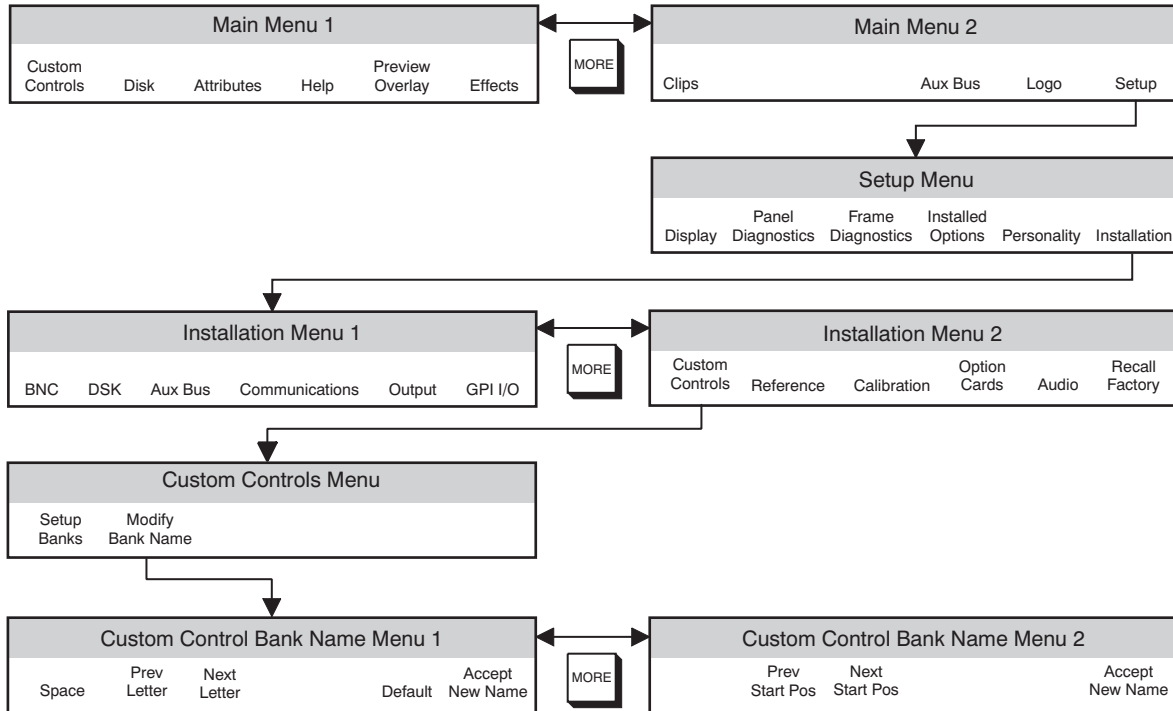 Main Menu 1
Custom Controls
Disk
Attributes
Help
Preview Overlay
Effects
MORE
Main Menu 2
Clips
Aux Bus
Logo
Setup
Setup Menu
Display
Panel Diagnostics
Frame Diagnostics
Installed Options
Personality
Installation
Installation Menu 1
BNC
DSK
Aux Bus
Communications
Output
GPI I/O
MORE
Installation Menu 2
Custom Controls
Reference
Calibration
Option Cards
Audio
Recall Factory
Custom Controls Menu
Setup Banks
Modify Bank Name
Custom Control Bank Name Menu 1
Space
Prev Letter
Next Letter
Default
Accept New Name
MORE
Custom Control Bank Name Menu 2
Prev Start Pos
Next Start Pos
Accept New Name